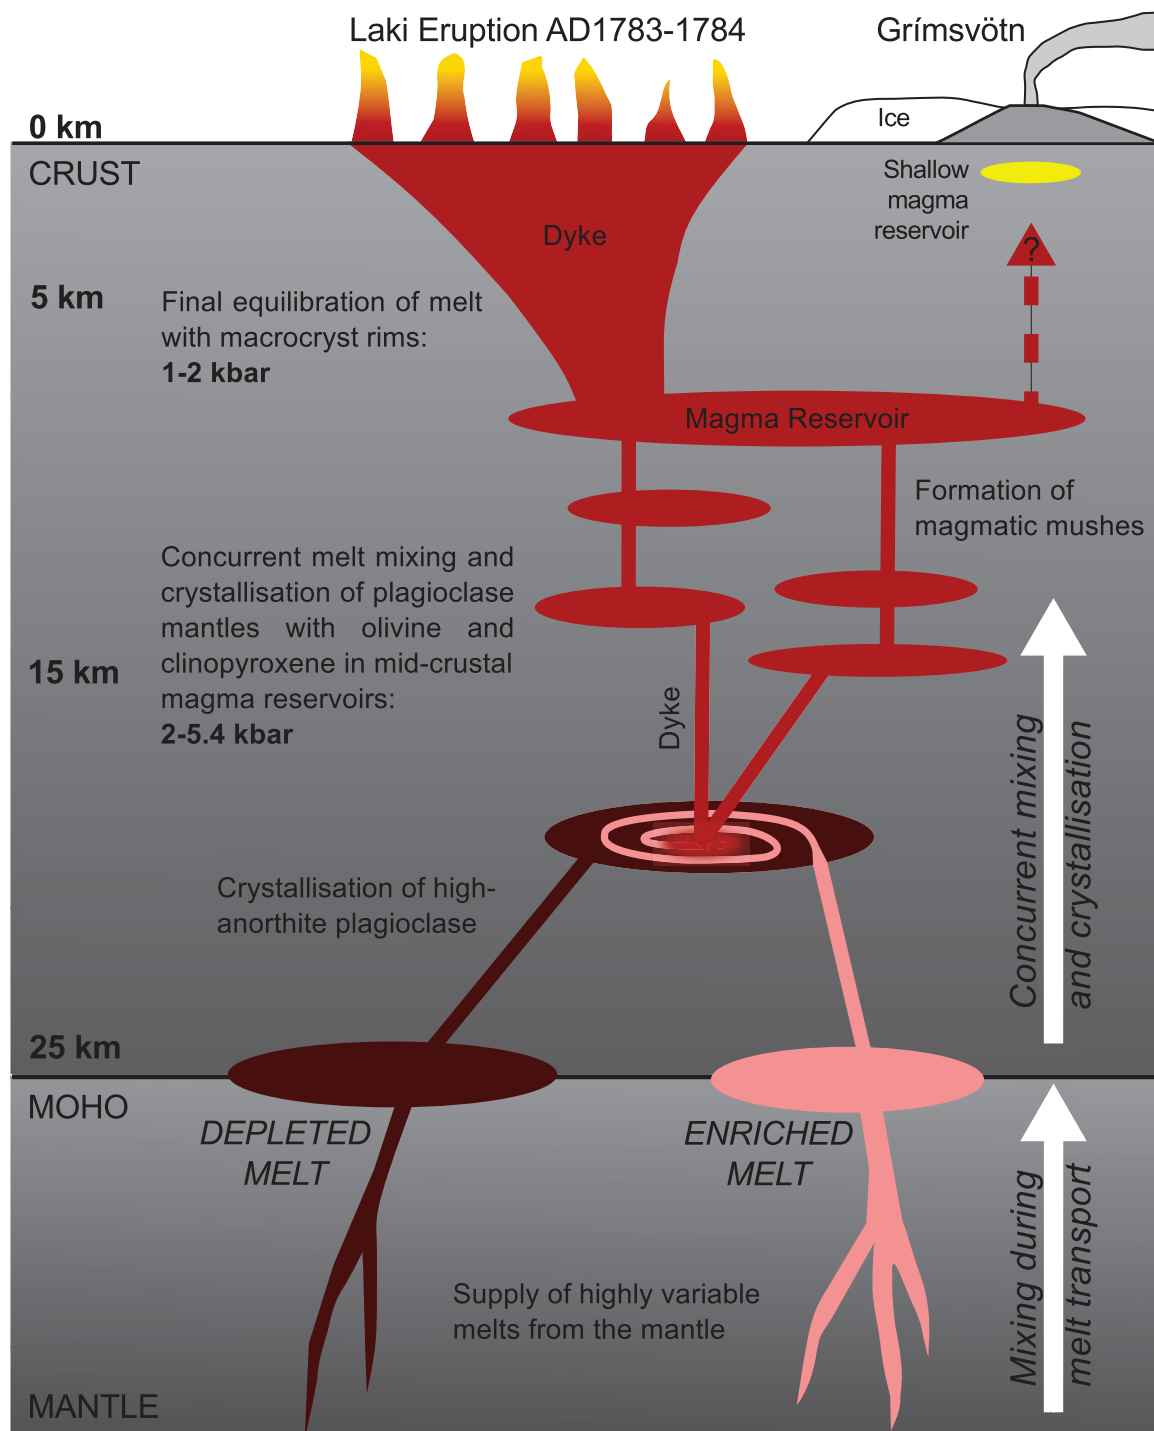 Laki Eruption AD1783-1784
Grímsvötn
Ice
0 km
CRUST
Shallow
magma
reservoir
Dyke
?
5 km
Final equilibration of melt
with macrocryst rims:
1-2 kbar
Magma Reservoir
Formation of
magmatic mushes
Concurrent melt mixing and
crystallisation of plagioclase
mantles with olivine and
clinopyroxene in mid-crustal
magma reservoirs:
2-5.4 kbar
15 km
Dyke
Concurrent mixing
and crystallisation
Crystallisation of high-
anorthite plagioclase
25 km
MOHO
DEPLETED
MELT
ENRICHED
MELT
Mixing during
melt transport
Supply of highly variable
melts from the mantle
MANTLE